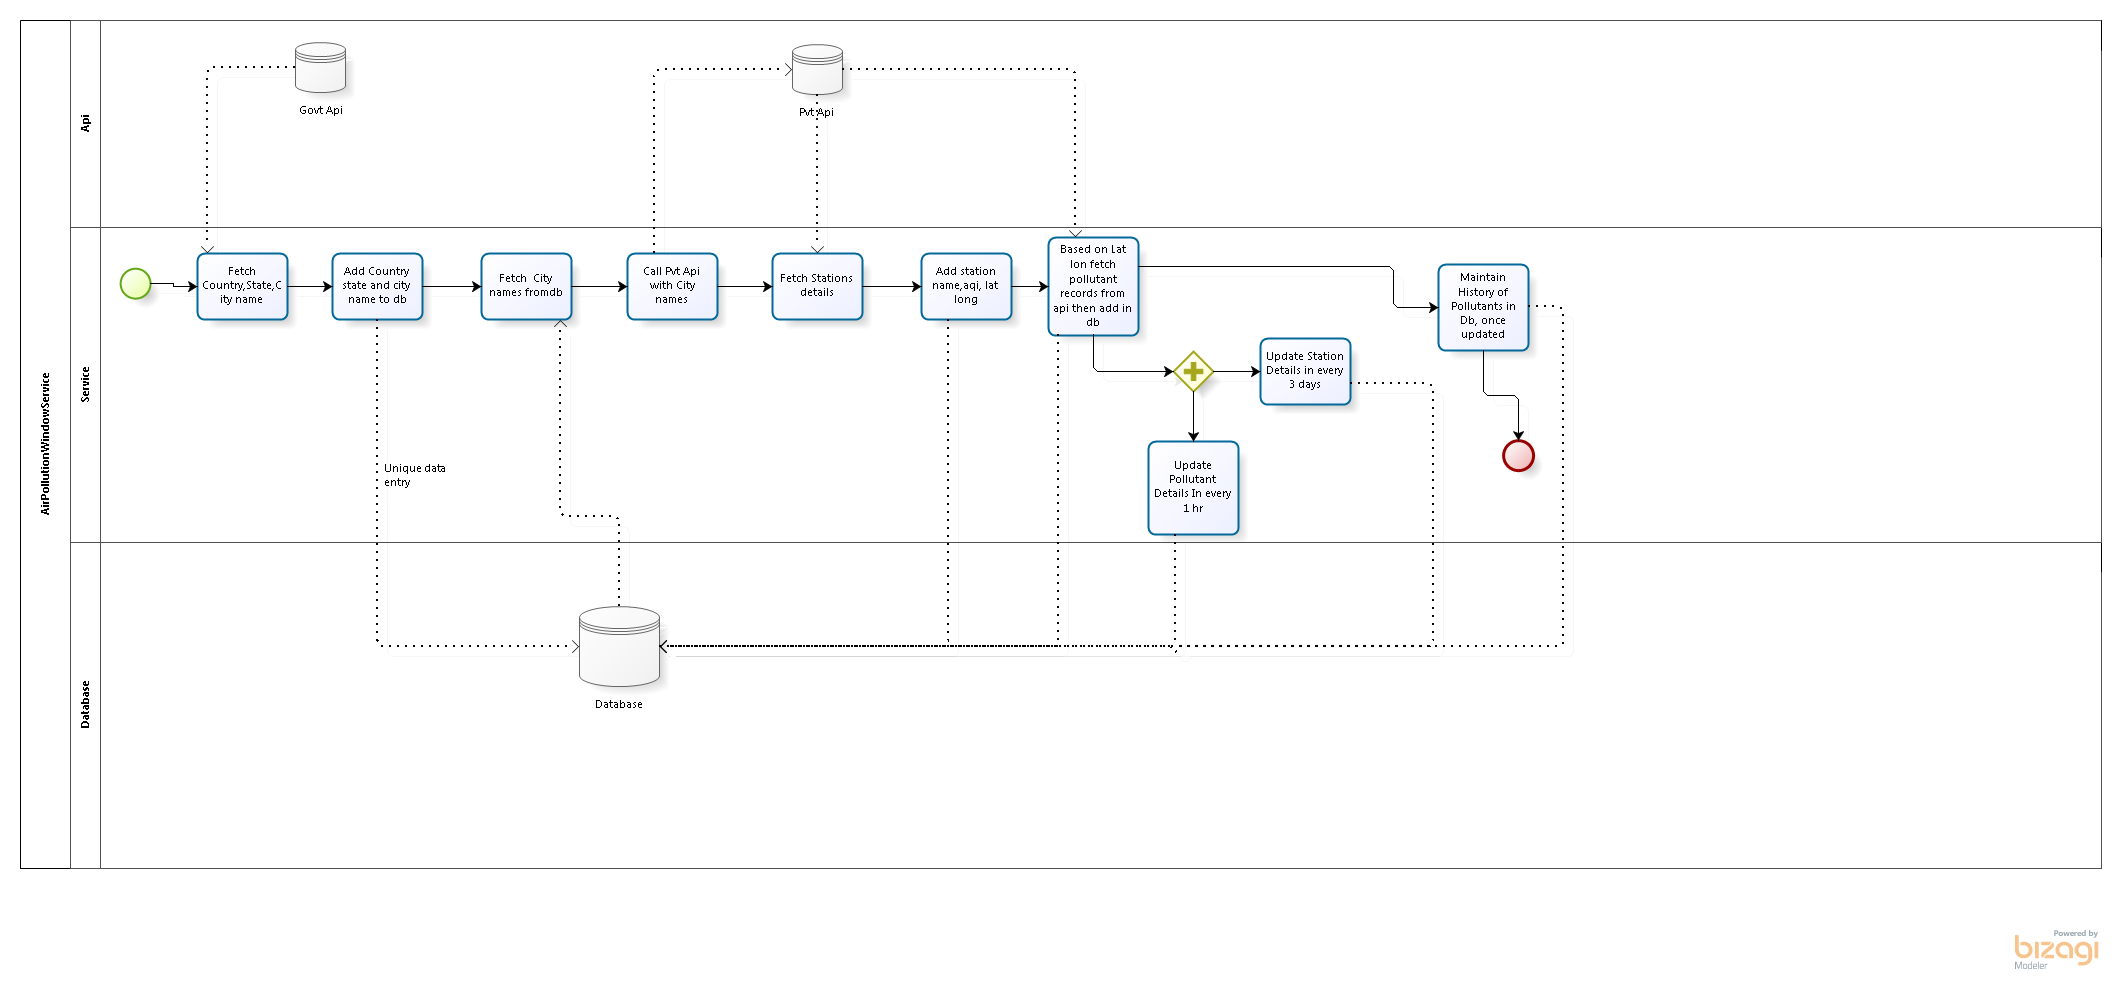 AirPollutionWindowService
Api
Govt Api
Pvt Api
Service
Fetch
Country,State,C
ity name
Add Country
state and city
name to db
Fetch  City
names fromdb
Call Pvt Api
with City
names
Fetch Stations
details
Add station
name,aqi, lat
long
Based on Lat
lon fetch
pollutant
records from
api then add in
db
Maintain
History of
Pollutants in
Db, once
updated
Update Station
Details in every
3 days
Update
Pollutant
Details In every
1 hr
Unique data
entry
Database
Database
Powered by
bizagi
Modeler